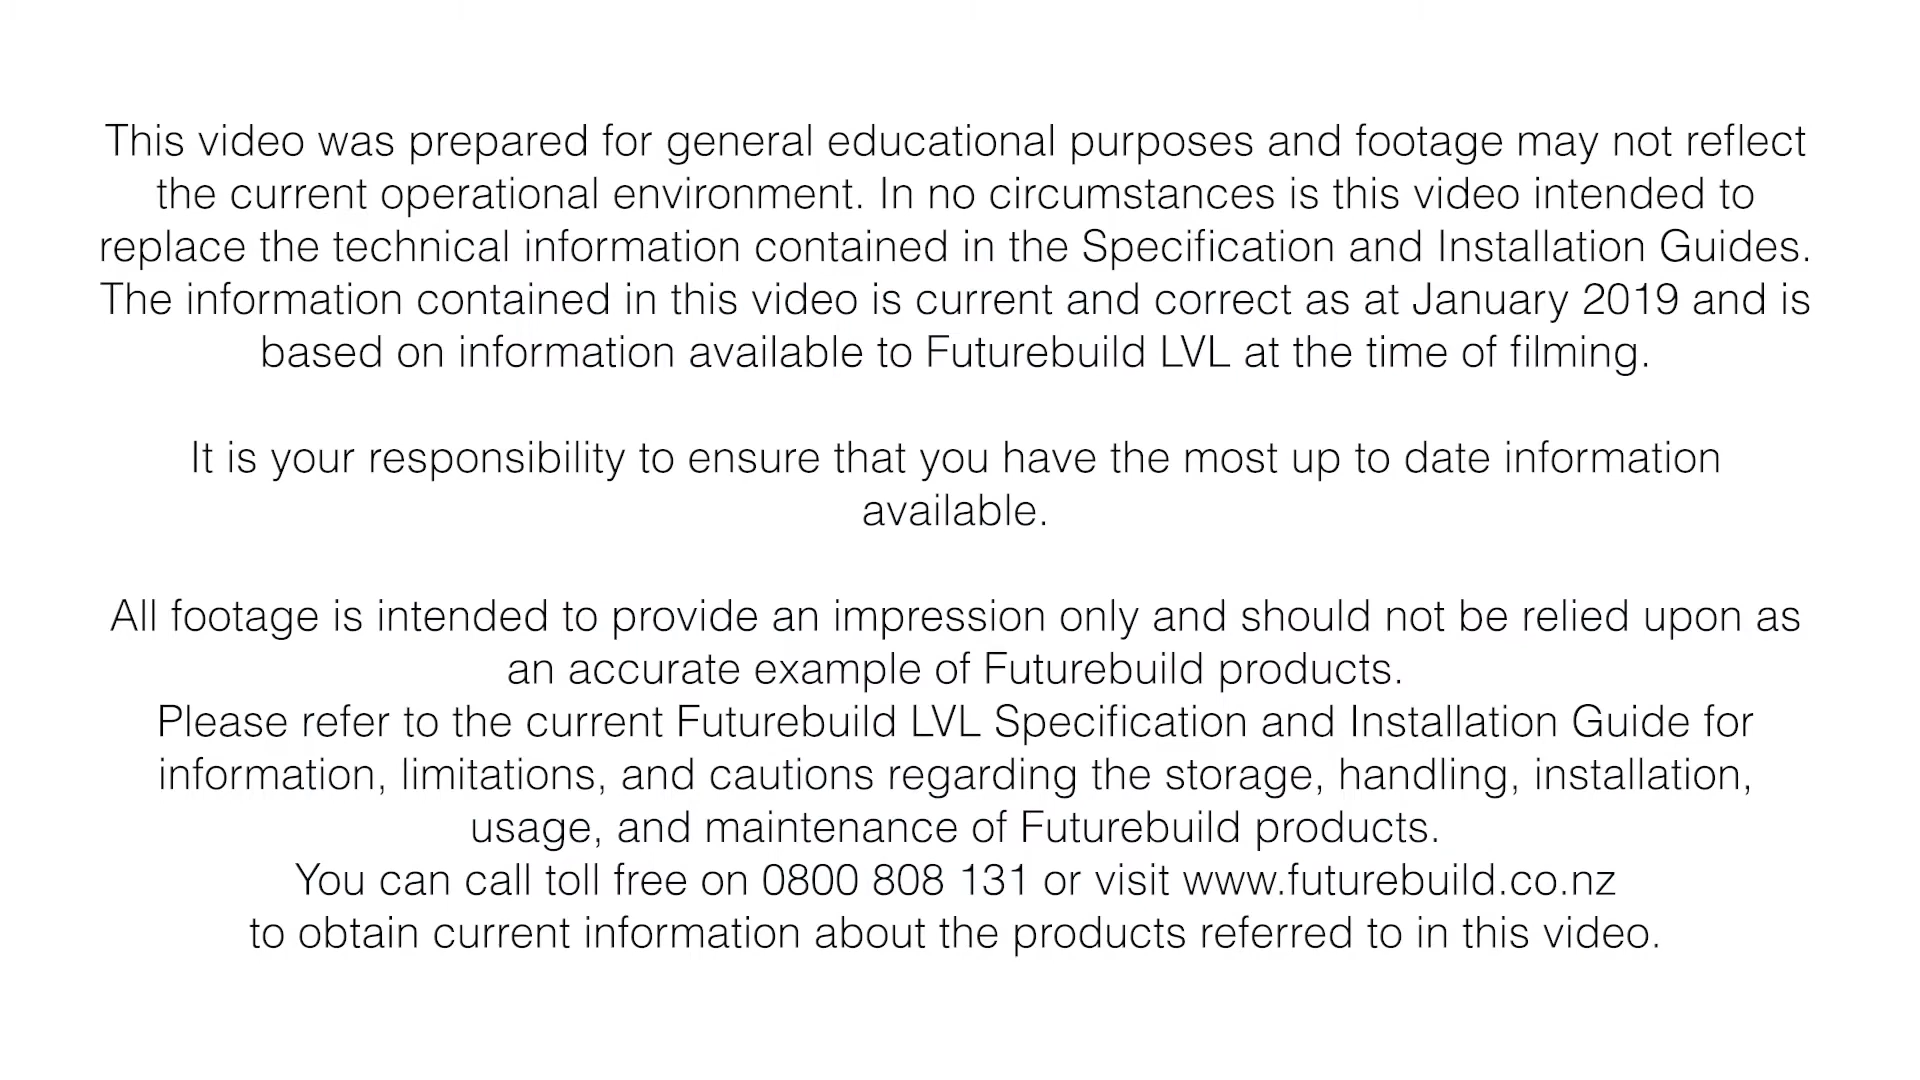 This video was prepared for general educational purposes and footage may not reflect
the current operational environment. In no circumstances is this video intended to
replace the technical information contained in the Specification and Installation Guides.
The information contained in this video is current and correct as at January 2019 and is
based on information available to Futurebuild LVL at the time of filming.
It is your responsibility to ensure that you have the most up to date information
available.
All footage is intended to provide an impression only and should not be relied upon as
an accurate example of Futurebuild products.
Please refer to the current Futurebuild LVL Specification and Installation Guide for
information, limitations, and cautions regarding the storage, handling, installation,
usage, and maintenance of Futurebuild products.
You can call toll free on 0800 808 131 or visit www.futurebuild.co.nz
to obtain current information about the products referred to in this video.